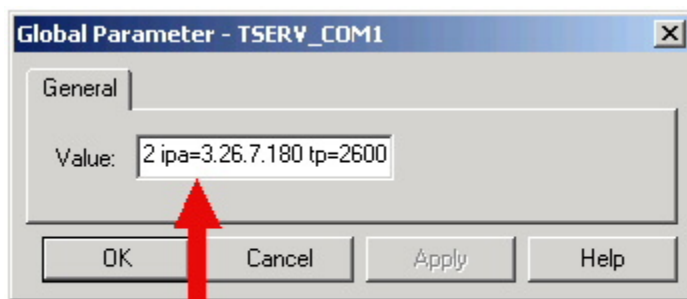 Global Parameter - TSERV_COM1
General
Value: 2 ipa=3.26.7.180 tp=2600
OK Cancel Apply Help